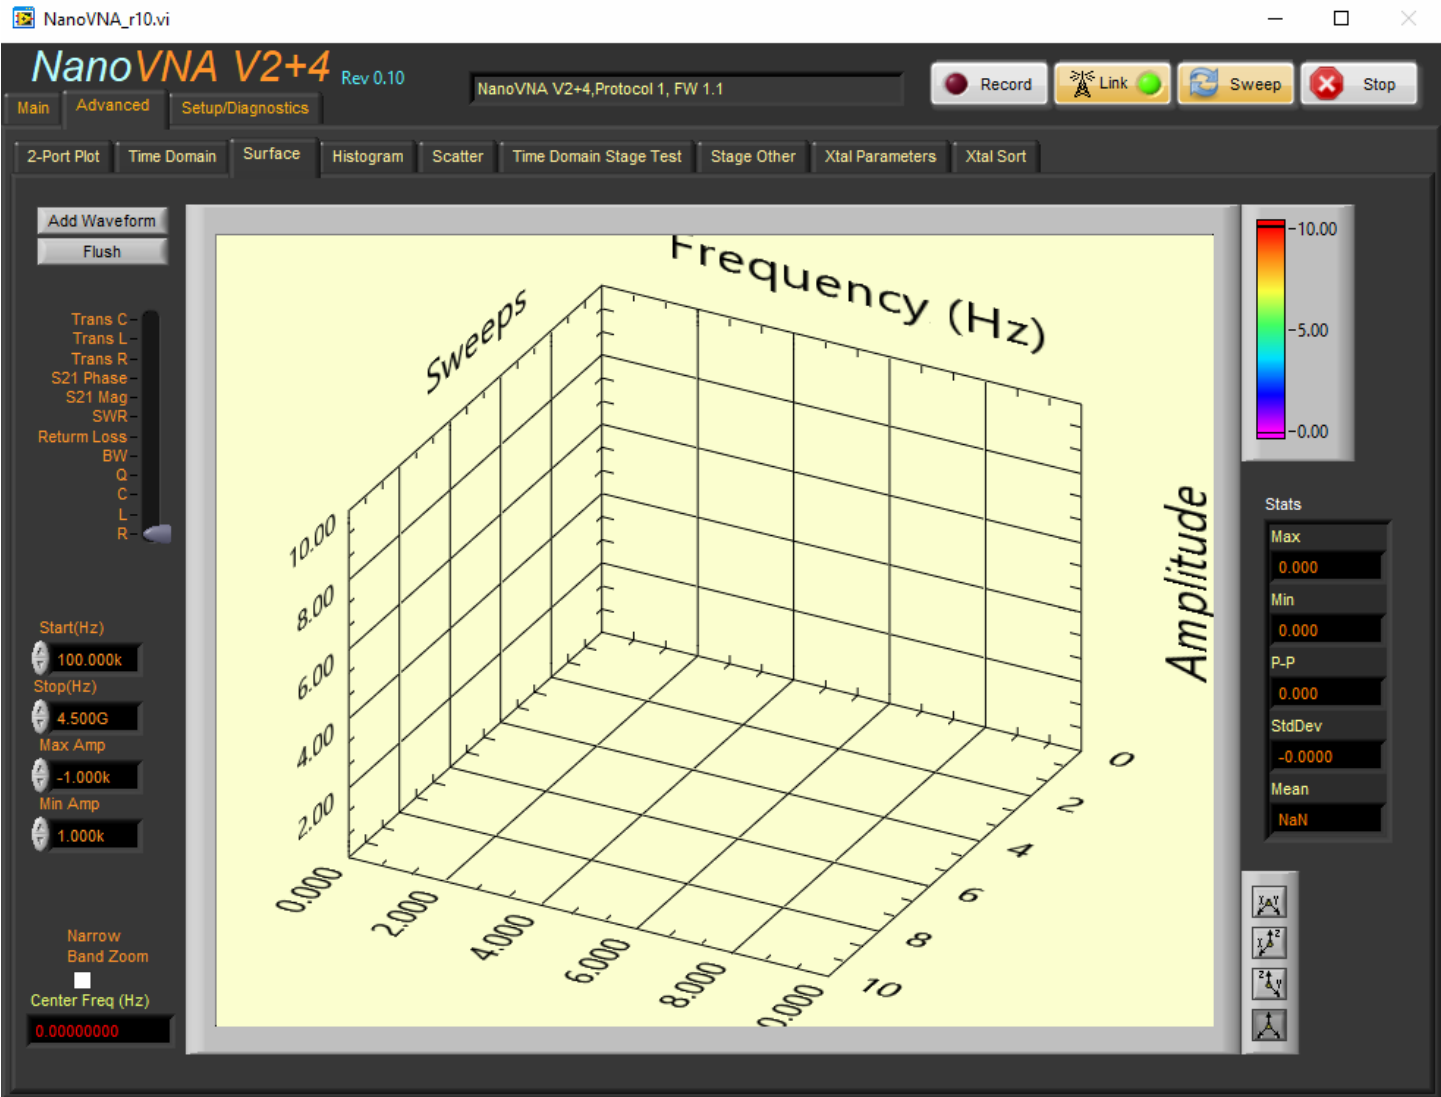 NanoVNA_r10.vi
NanoVNA V2+4 Rev 0.10
NanoVNA V2+4,Protocol 1, FW 1.1
Record Link Sweep Stop
Main Advanced Setup/Diagnostics
2-Port Plot Time Domain Surface Histogram Scatter Time Domain Stage Test Stage Other Xtal Parameters Xtal Sort
Add Waveform
Flush
Trans C
Trans L
Trans R
S21 Phase
S21 Mag
SWR
Returm Loss
BW
Q
C
L
R
Start(Hz)
100.000k
Stop(Hz)
4.500G
Max Amp
-1.000k
Min Amp
1.000k
Narrow
Band Zoom
Center Freq (Hz)
0.00000000
Frequency (Hz)
Sweeps
Amplitude
10.00
8.00
6.00
4.00
2.00
0.000
2.000
4.000
6.000
8.000
0.000
0
2
4
6
8
10
-10.00
-5.00
-0.00
Stats
Max
0.000
Min
0.000
P-P
0.000
StdDev
-0.0000
Mean
NaN
X Y
X Z
Z Y